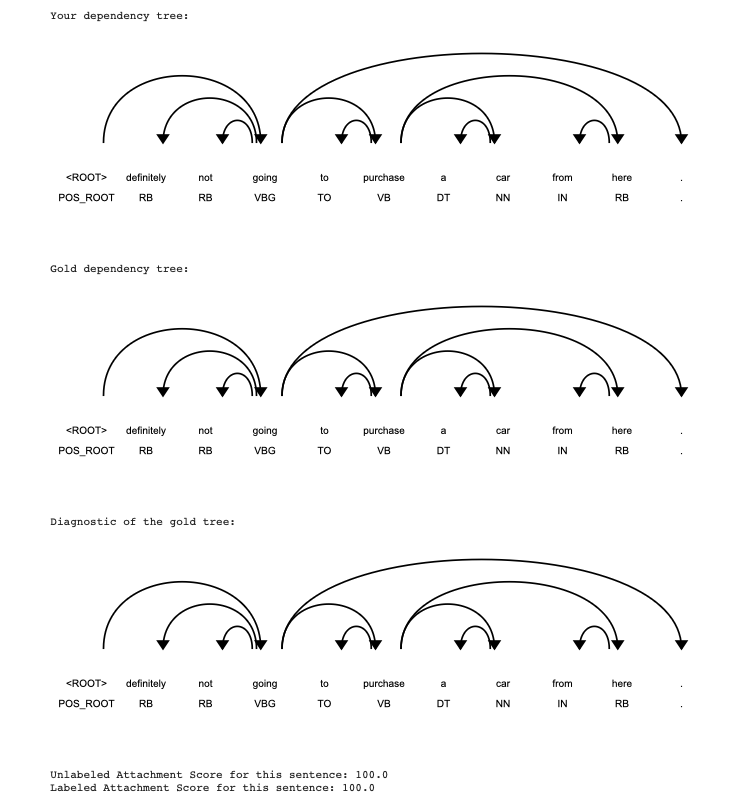 Your dependency tree:
<ROOT> definitely not going to purchase a car from here .
POS_ROOT RB RB VBG TO VB DT NN IN RB .
Gold dependency tree:
<ROOT> definitely not going to purchase a car from here .
POS_ROOT RB RB VBG TO VB DT NN IN RB .
Diagnostic of the gold tree:
<ROOT> definitely not going to purchase a car from here .
POS_ROOT RB RB VBG TO VB DT NN IN RB .
Unlabeled Attachment Score for this sentence: 100.0
Labeled Attachment Score for this sentence: 100.0